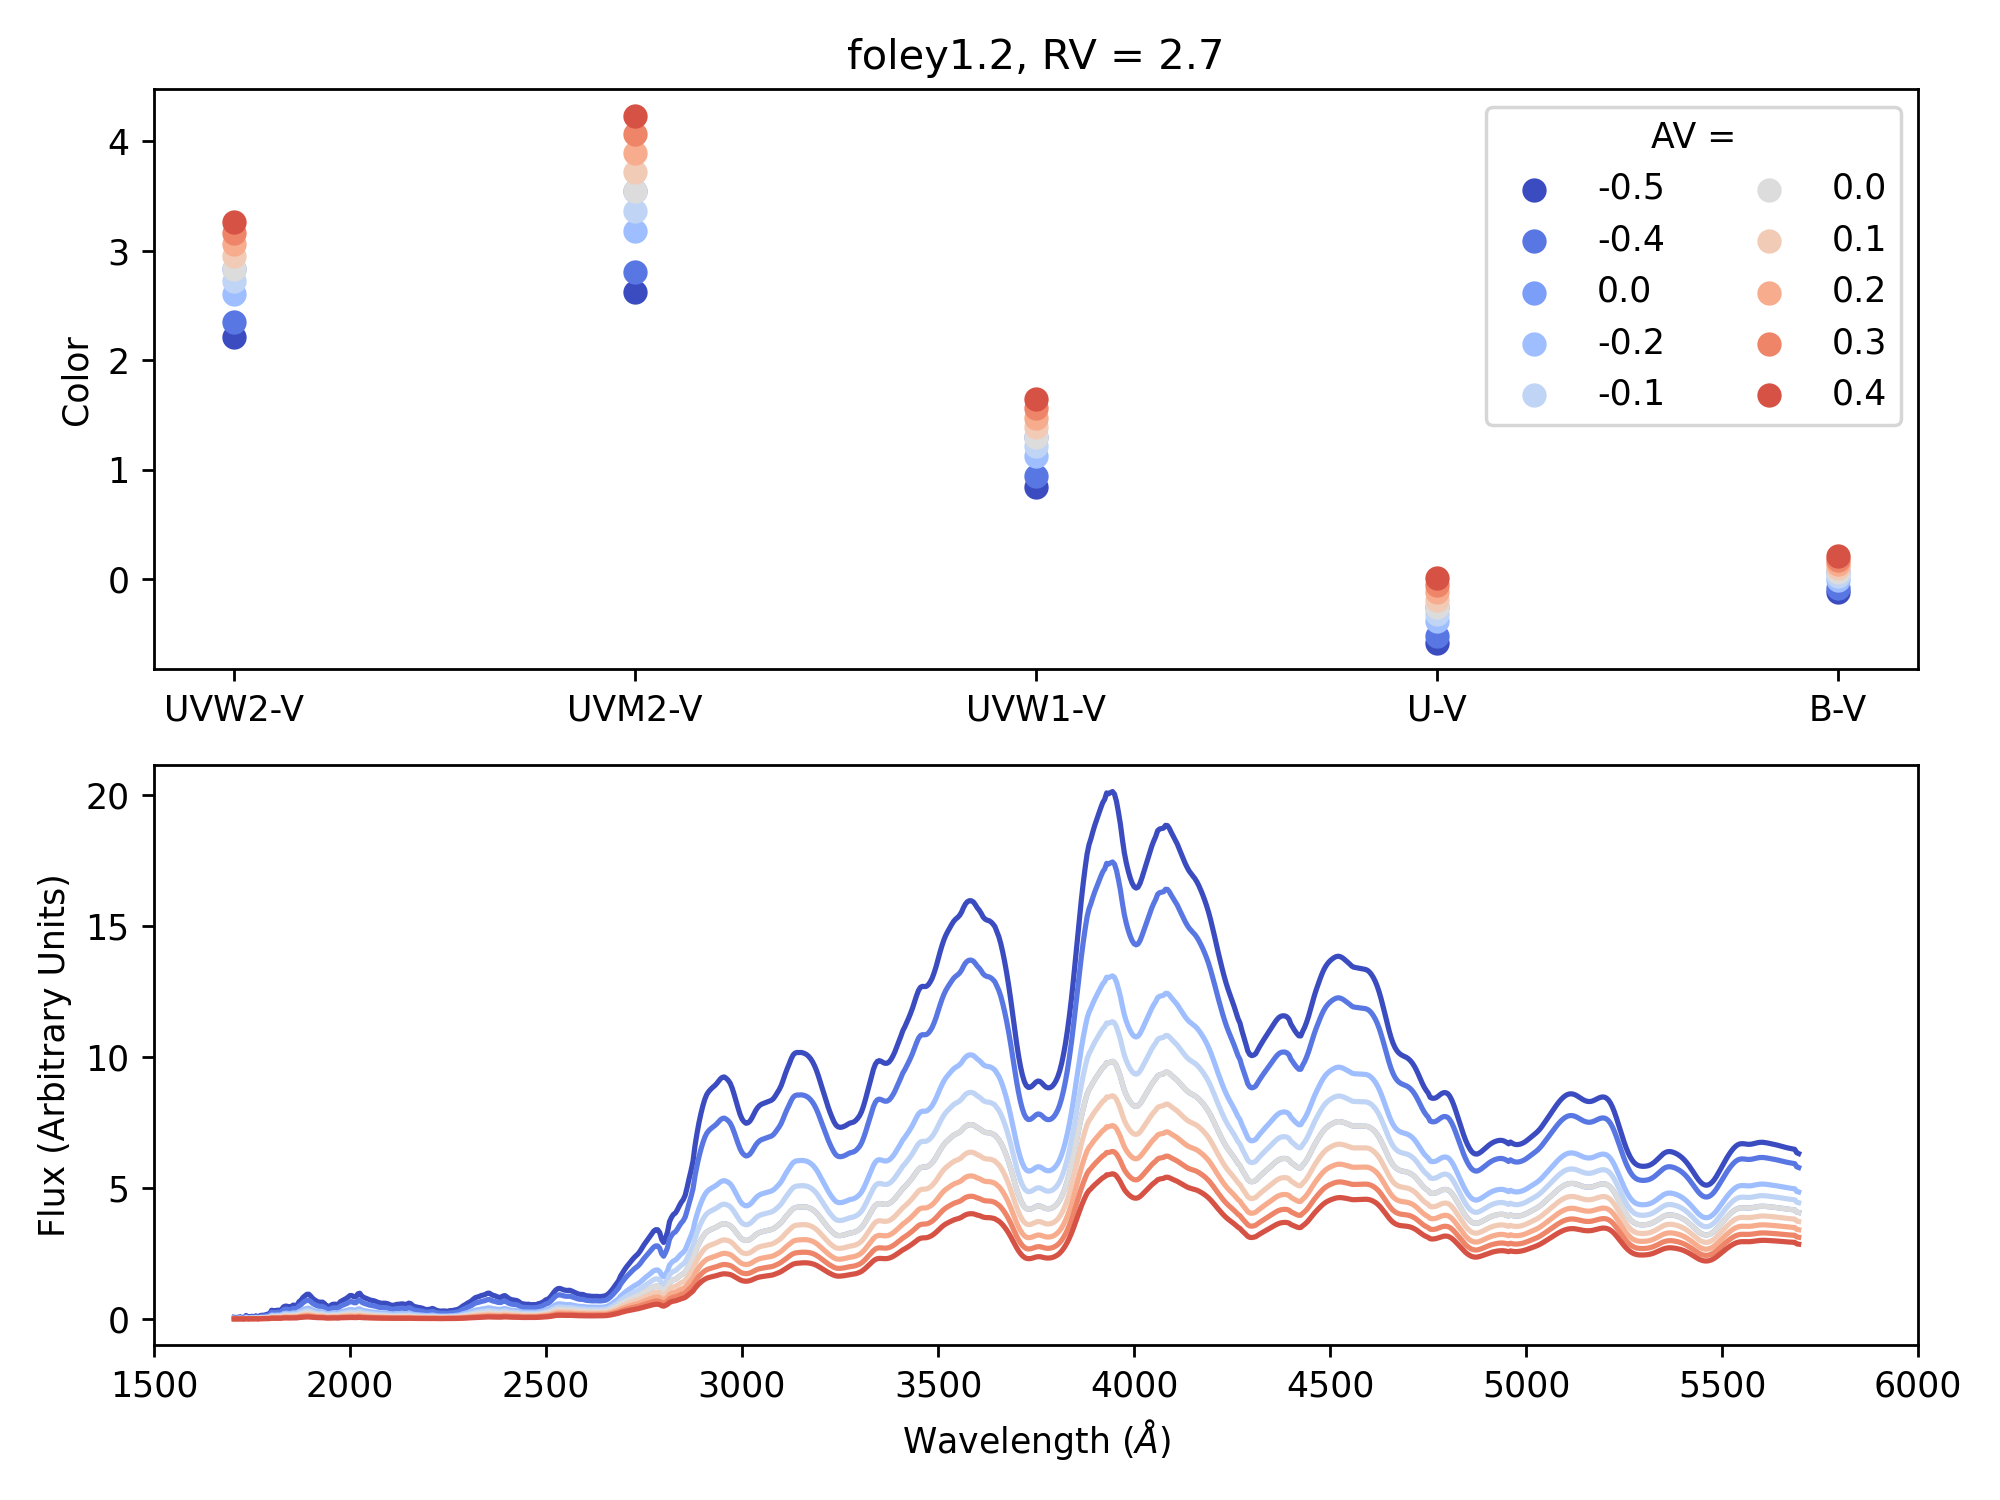 foley1.2, RV = 2.7
Color
4
3
2
1
0
AV =
-0.5 0.0
-0.4 0.1
0.0 0.2
-0.2 0.3
-0.1 0.4
UVW2-V UVM2-V UVW1-V U-V B-V
Flux (Arbitrary Units)
20
15
10
5
0
1500 2000 2500 3000 3500 4000 4500 5000 5500 6000
Wavelength (Å)